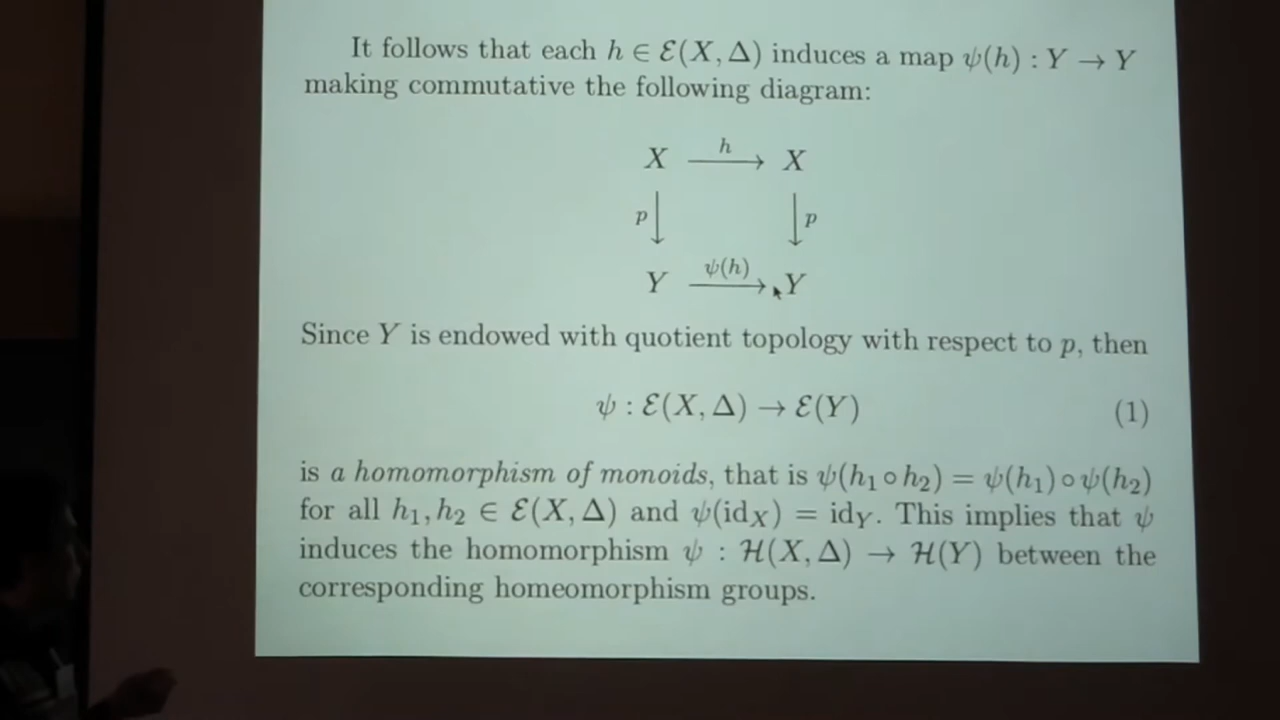 It follows that each h ∈ ℰ(X, Δ) induces a map ψ(h) : Y → Y
making commutative the following diagram:
X h→ X
p↓ ↓p
Y ψ(h)→ Y
Since Y is endowed with quotient topology with respect to p, then
ψ : ℰ(X, Δ) → ℰ(Y) (1)
is a homomorphism of monoids, that is ψ(h₁ ∘ h₂) = ψ(h₁) ∘ ψ(h₂)
for all h₁, h₂ ∈ ℰ(X, Δ) and ψ(id_X) = id_Y. This implies that ψ
induces the homomorphism ψ : ℋ(X, Δ) → ℋ(Y) between the
corresponding homeomorphism groups.